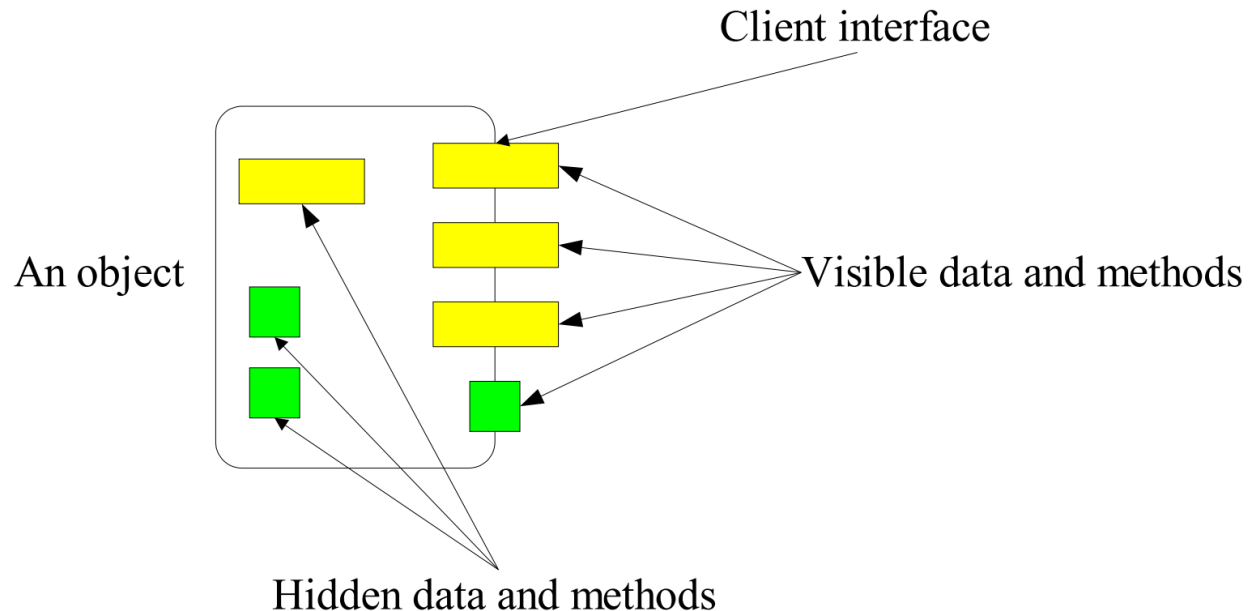 Client interface
An object
Visible data and methods
Hidden data and methods